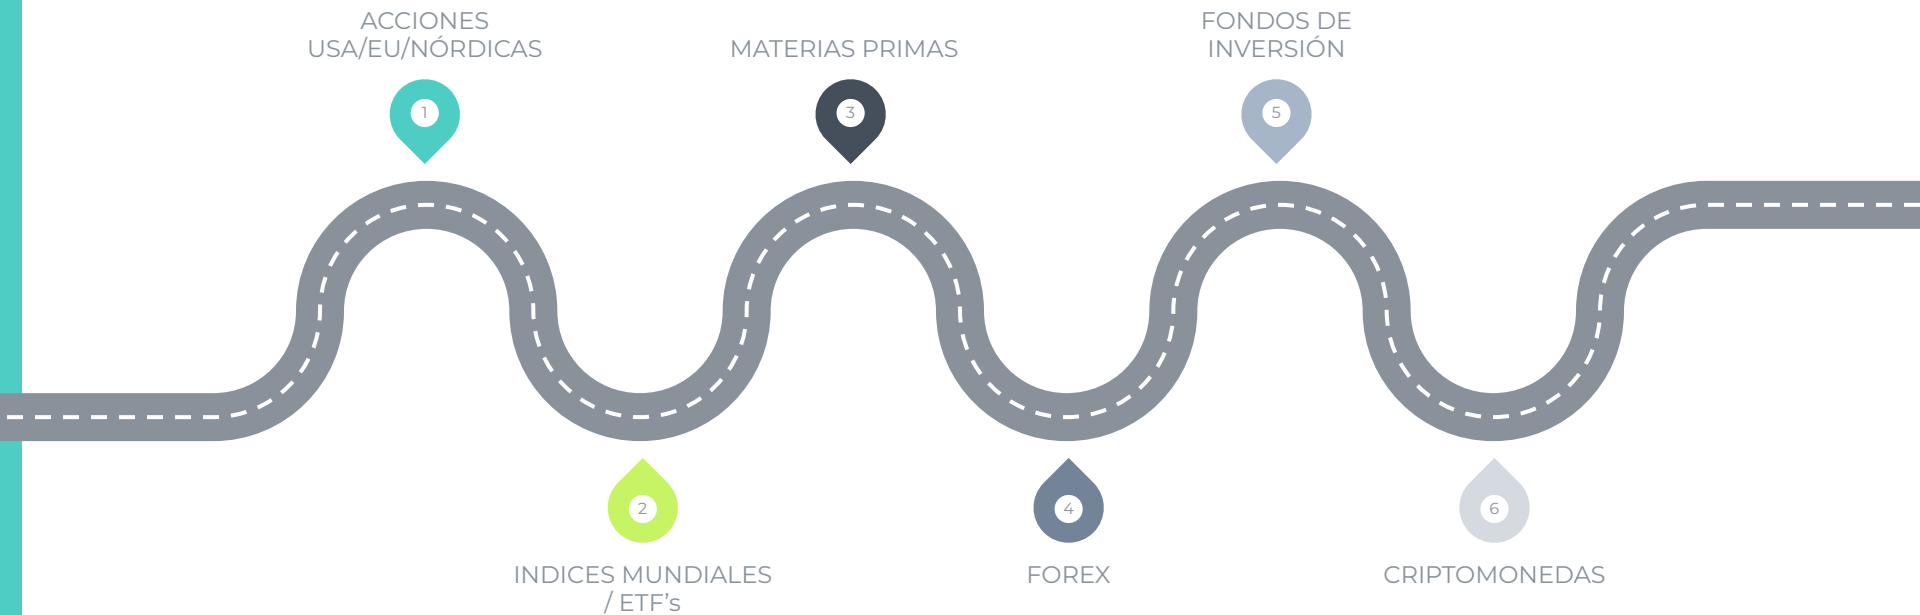 ACCIONES
USA/EU/NÓRDICAS
1
2
INDICES MUNDIALES
/ ETF’s
MATERIAS PRIMAS
3
4
FOREX
FONDOS DE
INVERSIÓN
5
6
CRIPTOMONEDAS